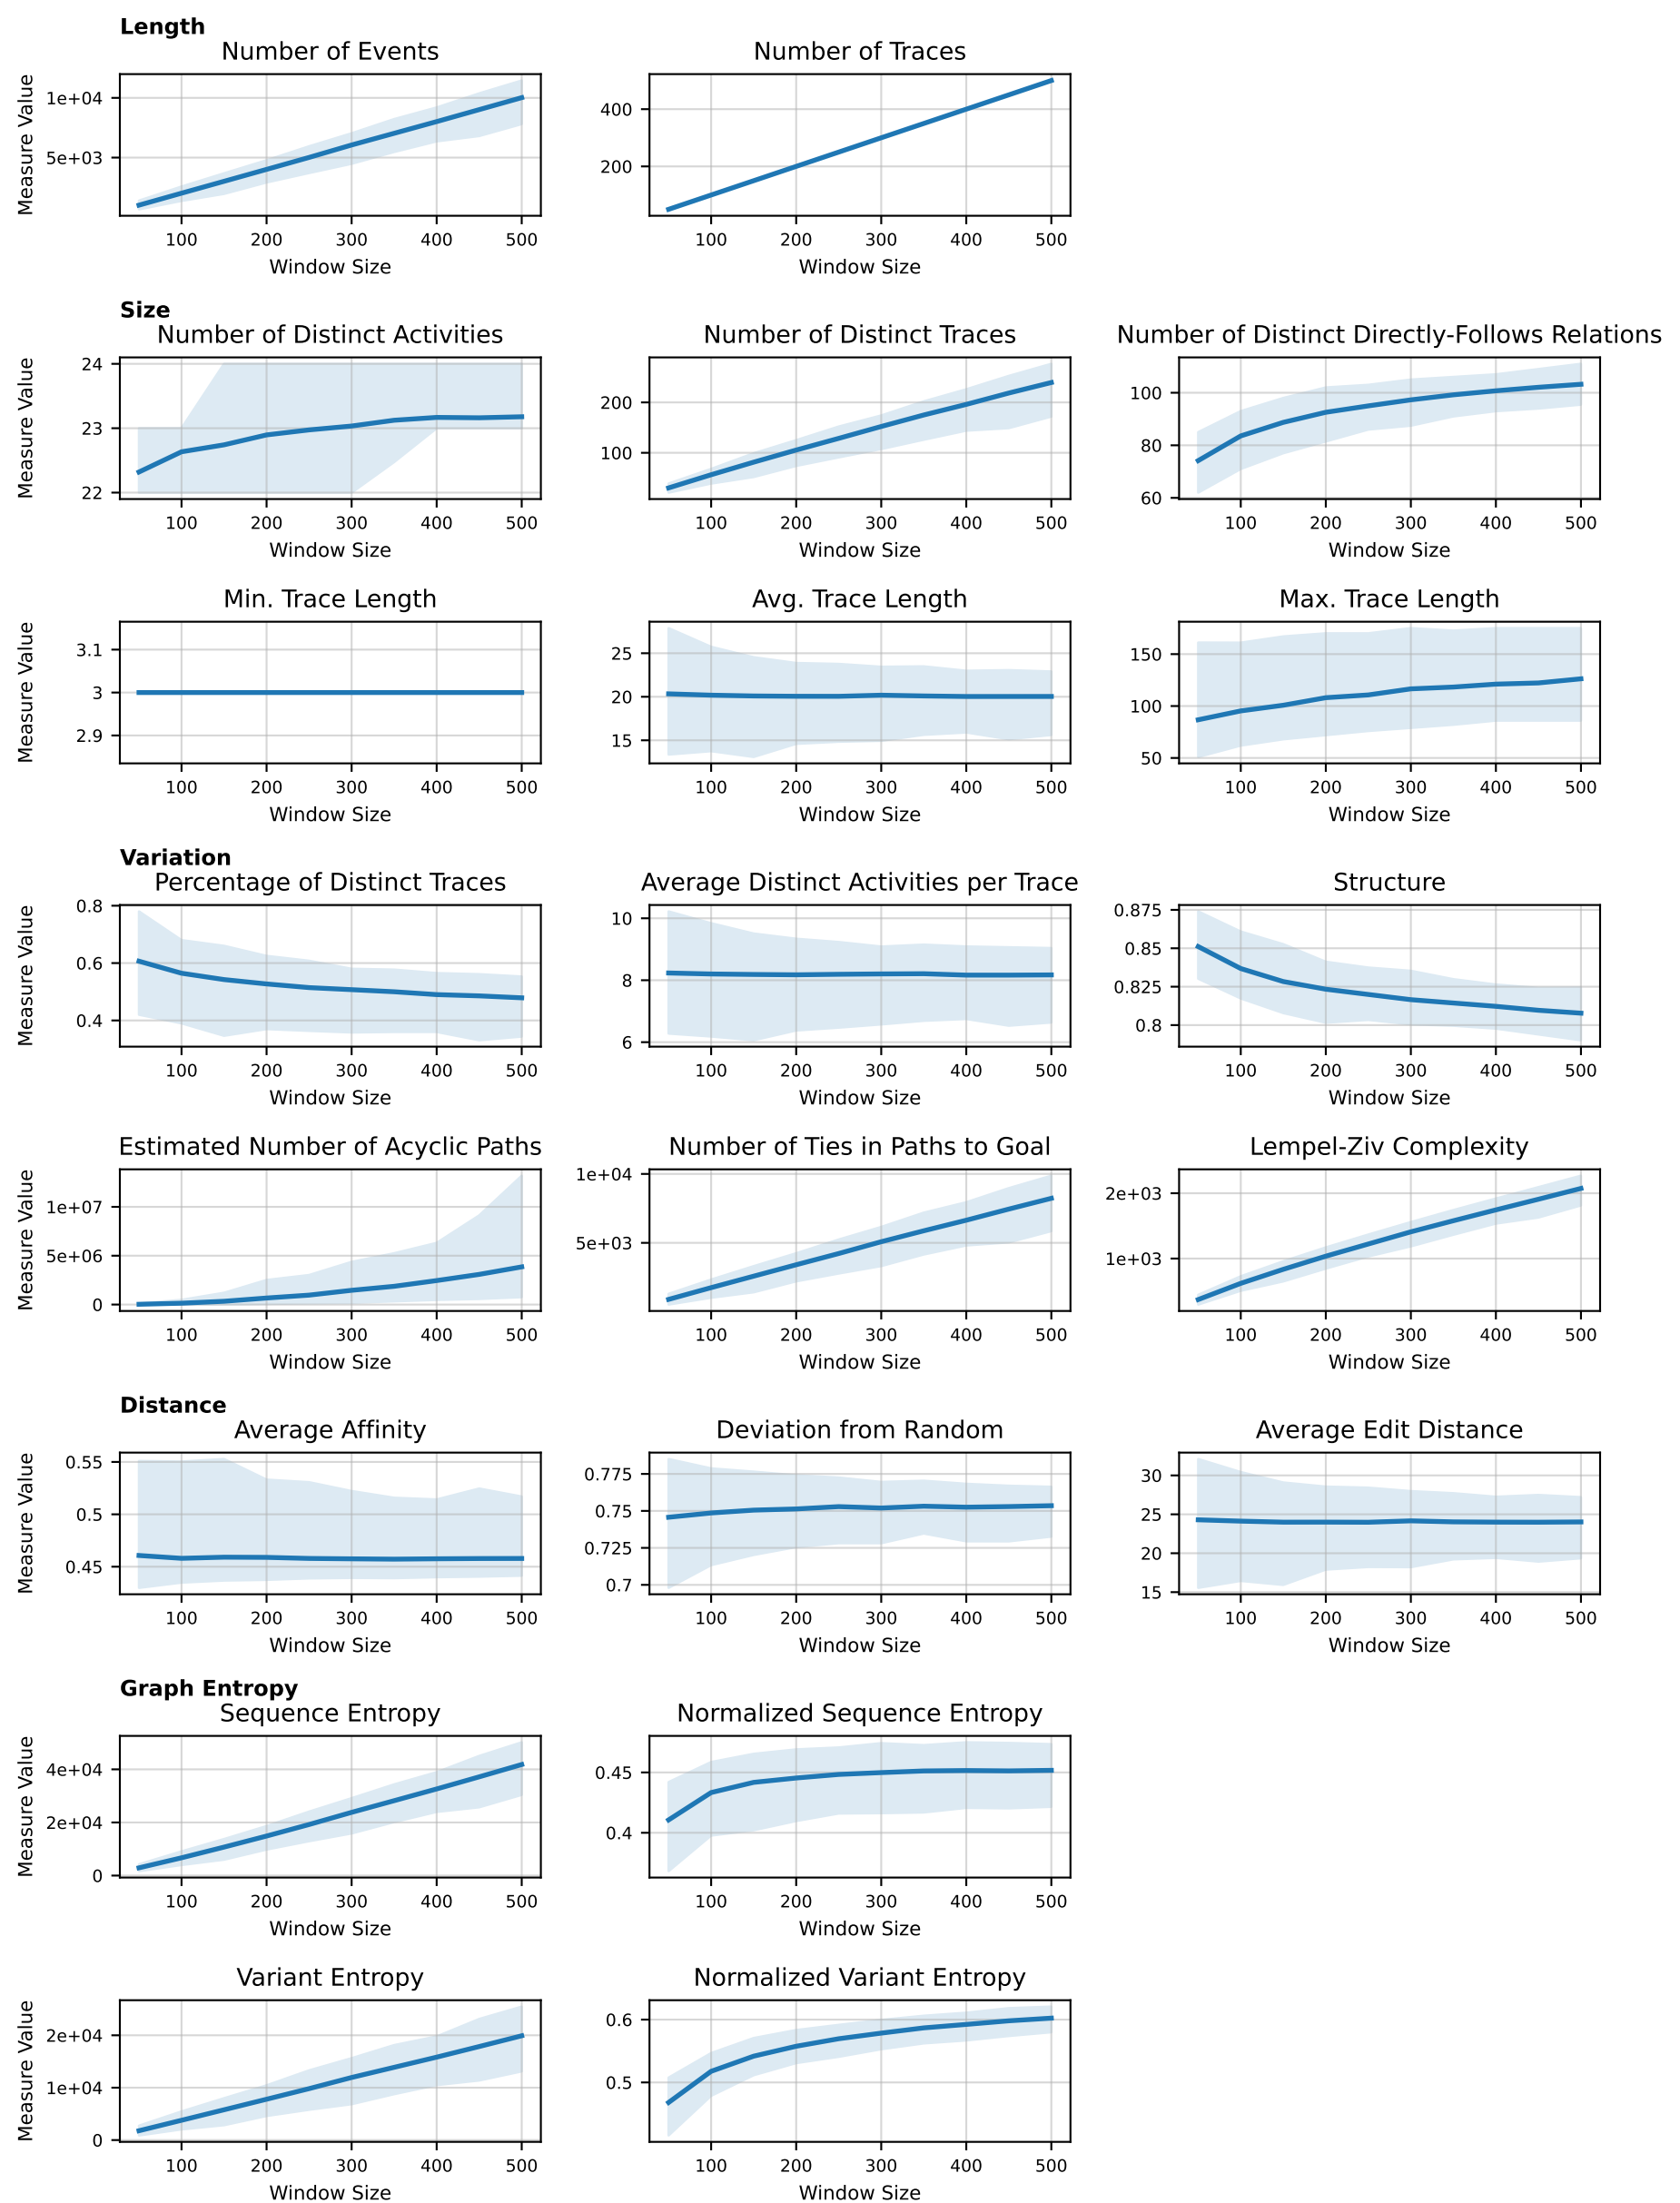 Length
Number of Events
Number of Traces
Measure Value
1e+04
5e+03
100 200 300 400 500
Window Size
400
200
100 200 300 400 500
Window Size
Size
Number of Distinct Activities
Number of Distinct Traces
Number of Distinct Directly-Follows Relations
Measure Value
24
23
22
100 200 300 400 500
Window Size
200
100
100 200 300 400 500
Window Size
100
80
60
100 200 300 400 500
Window Size
Min. Trace Length
Avg. Trace Length
Max. Trace Length
Measure Value
3.1
3
2.9
100 200 300 400 500
Window Size
25
20
15
100 200 300 400 500
Window Size
150
100
50
100 200 300 400 500
Window Size
Variation
Percentage of Distinct Traces
Average Distinct Activities per Trace
Structure
Measure Value
0.8
0.6
0.4
100 200 300 400 500
Window Size
10
8
6
100 200 300 400 500
Window Size
0.875
0.85
0.825
0.8
100 200 300 400 500
Window Size
Estimated Number of Acyclic Paths
Number of Ties in Paths to Goal
Lempel-Ziv Complexity
Measure Value
1e+07
5e+06
0
100 200 300 400 500
Window Size
1e+04
5e+03
100 200 300 400 500
Window Size
2e+03
1e+03
100 200 300 400 500
Window Size
Distance
Average Affinity
Deviation from Random
Average Edit Distance
Measure Value
0.55
0.5
0.45
100 200 300 400 500
Window Size
0.775
0.75
0.725
0.7
100 200 300 400 500
Window Size
30
25
20
15
100 200 300 400 500
Window Size
Graph Entropy
Sequence Entropy
Normalized Sequence Entropy
Measure Value
4e+04
2e+04
0
100 200 300 400 500
Window Size
0.45
0.4
100 200 300 400 500
Window Size
Variant Entropy
Normalized Variant Entropy
Measure Value
2e+04
1e+04
0
100 200 300 400 500
Window Size
0.6
0.5
100 200 300 400 500
Window Size